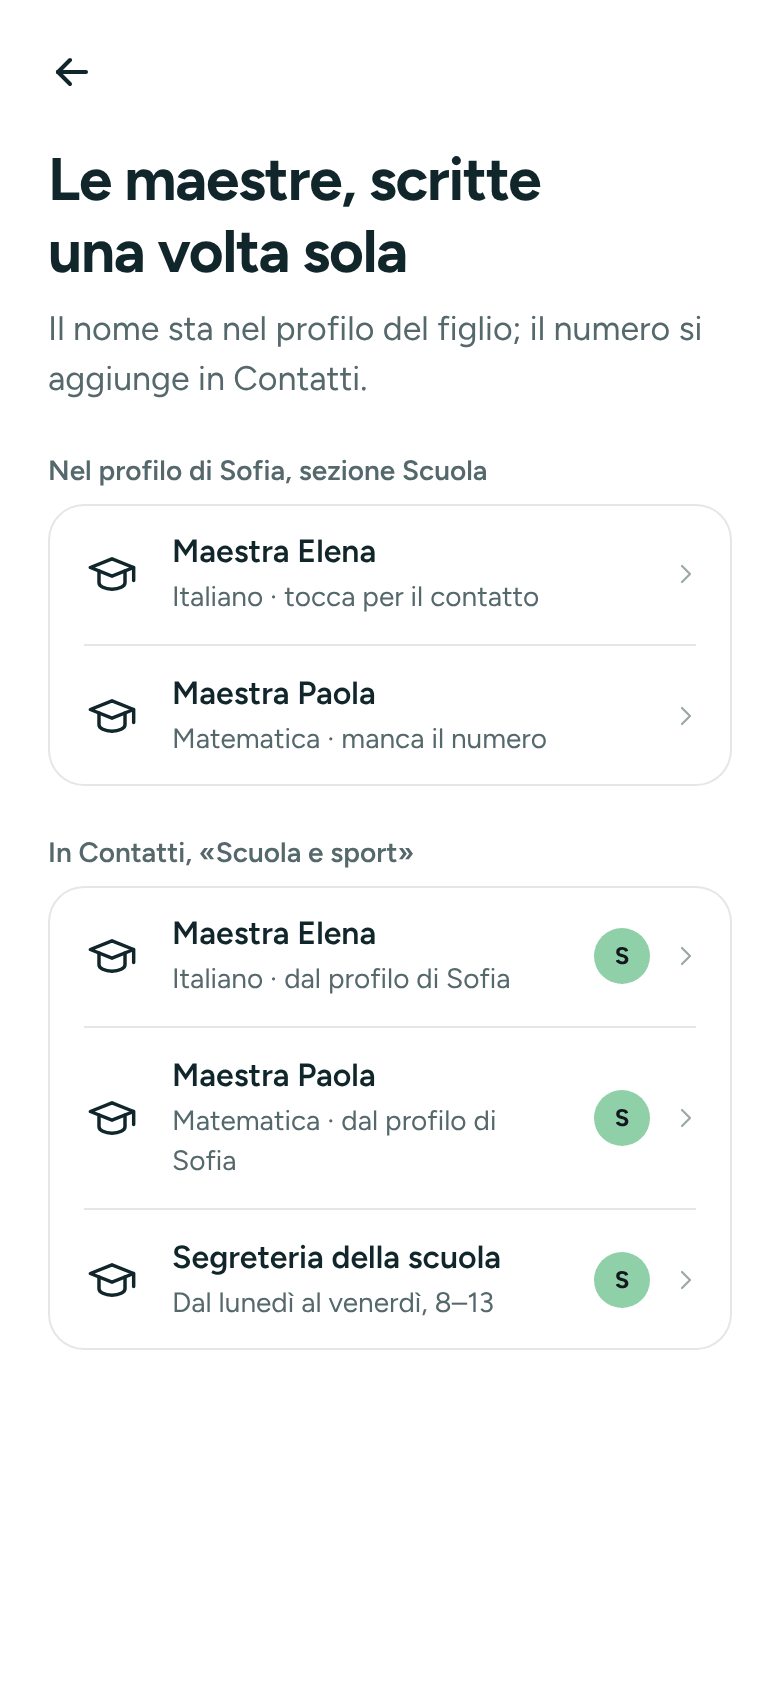 Le maestre, scritte
una volta sola
Il nome sta nel profilo del figlio; il numero si
aggiunge in Contatti.
Nel profilo di Sofia, sezione Scuola
Maestra Elena
Italiano · tocca per il contatto
Maestra Paola
Matematica · manca il numero
In Contatti, «Scuola e sport»
Maestra Elena
Italiano · dal profilo di Sofia
S
Maestra Paola
Matematica · dal profilo di
Sofia
S
Segreteria della scuola
Dal lunedì al venerdì, 8–13
S